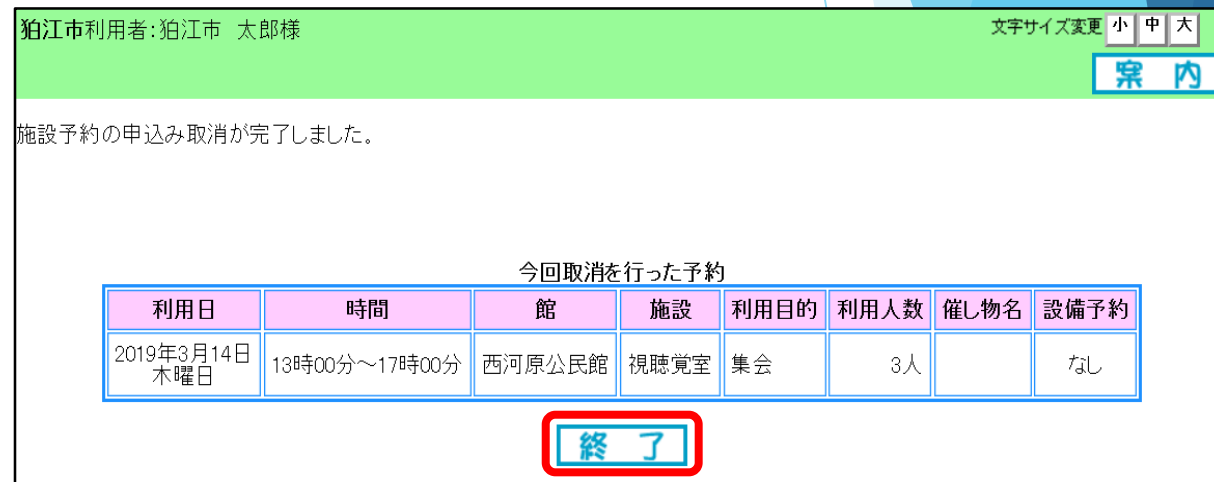 狛江市利用者:狛江市 太郎様
文字サイズ変更 小 中 大
案 内
施設予約の申込み取消が完了しました。
今回取消を行った予約
利用日 時間 館 施設 利用目的 利用人数 催し物名 設備予約
2019年3月14日
木曜日 13時00分～17時00分 西河原公民館 視聴覚室 集会 3人 なし
終 了